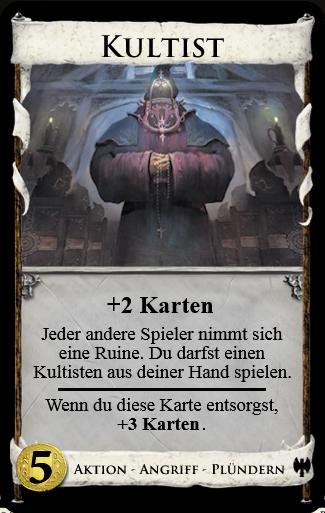 KULTIST
+2 Karten
Jeder andere Spieler nimmt sich
eine Ruine. Du darfst einen
Kultisten aus deiner Hand spielen.
Wenn du diese Karte entsorgst,
+3 Karten.
5 AKTION - ANGRIFF - PLÜNDERN